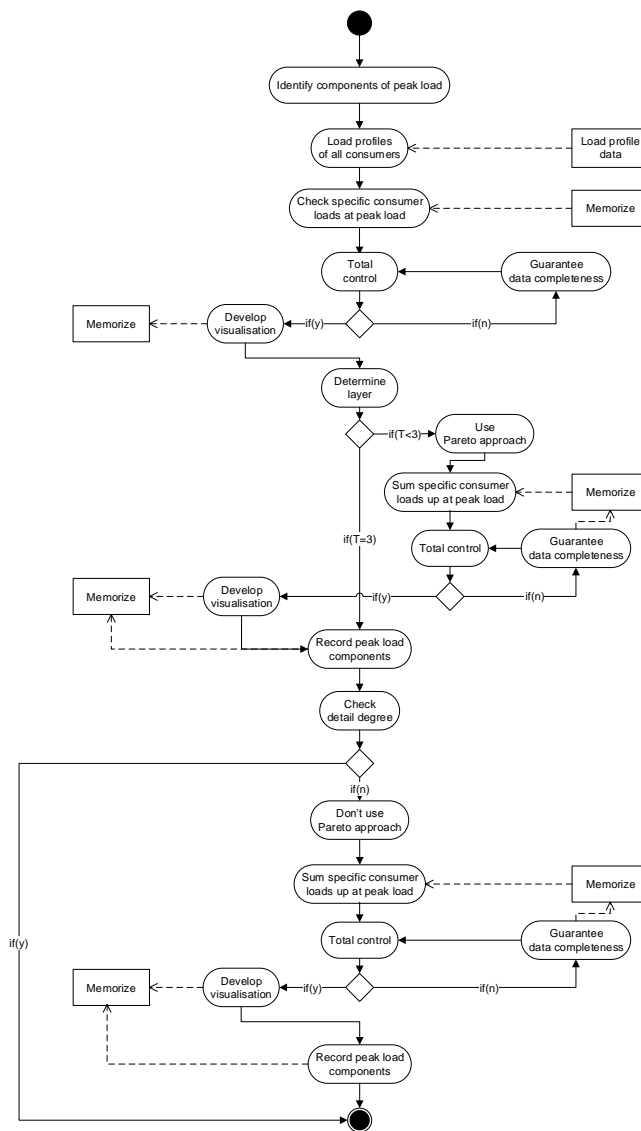 Identify components of peak load
Load profiles
of all consumers
Load profile
data
Check specific consumer
loads at peak load
Memorize
Total
control
Guarantee
data completeness
Memorize
Develop
visualisation
if(y)
if(n)
Determine
layer
if(T<3)
Use
Pareto approach
Sum specific consumer
loads up at peak load
Memorize
if(T=3)
Total control
Guarantee
data completeness
Memorize
Develop
visualisation
if(y)
if(n)
Record peak load
components
Check
detail degree
if(n)
Don't use
Pareto approach
Sum specific consumer
loads up at peak load
Memorize
if(y)
Total control
Guarantee
data completeness
Memorize
Develop
visualisation
if(y)
if(n)
Record peak load
components